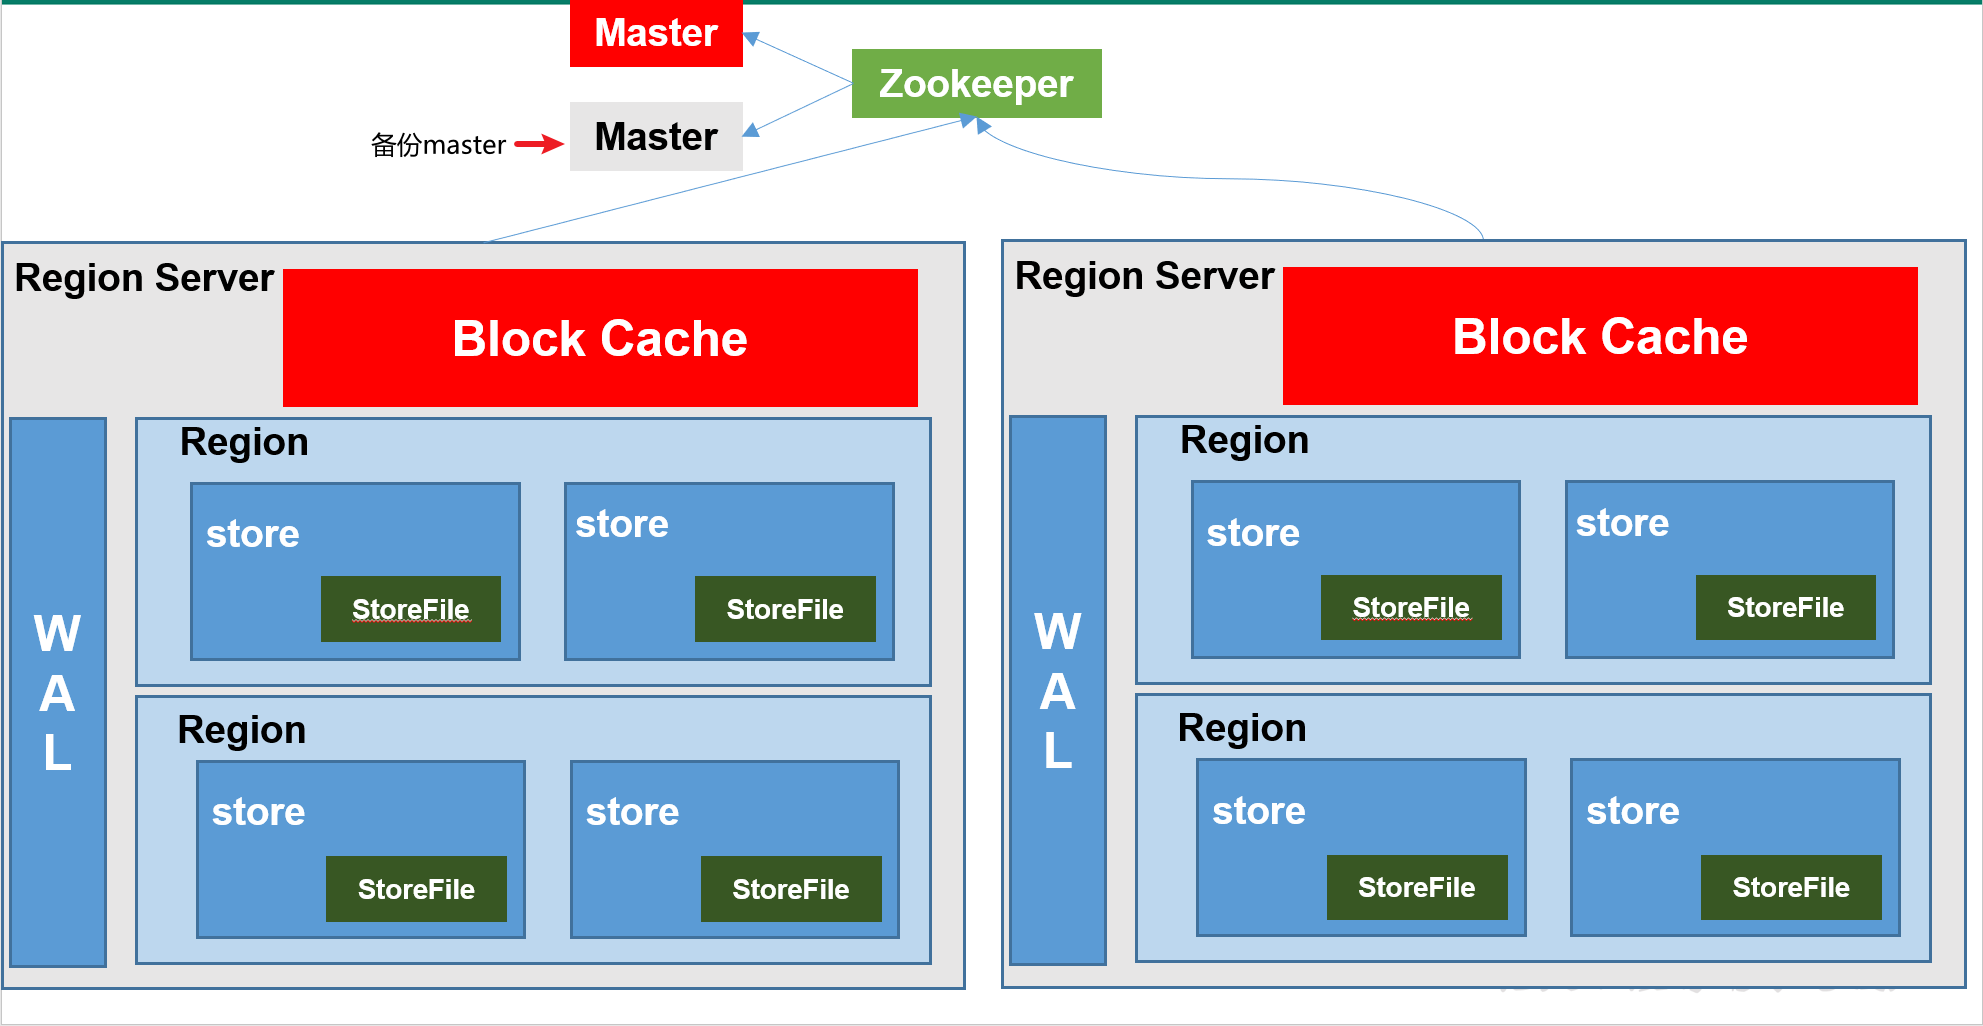 Master
Zookeeper
备份master
Master
Region Server
Block Cache
W
A
L
Region
store
StoreFile
store
StoreFile
Region
store
StoreFile
store
StoreFile
Region Server
Block Cache
W
A
L
Region
store
StoreFile
store
StoreFile
Region
store
StoreFile
store
StoreFile